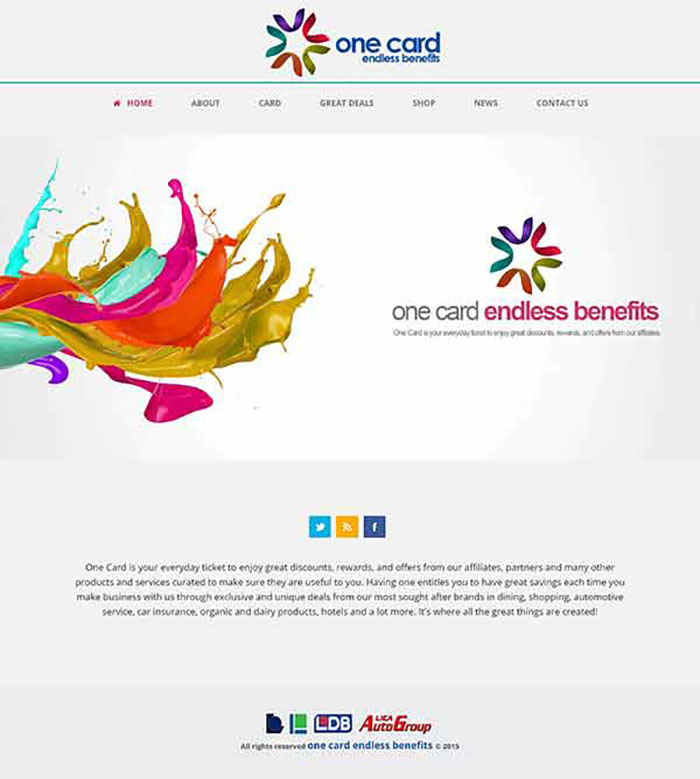 one card
endless benefits
HOME ABOUT CARD GREAT DEALS SHOP NEWS CONTACT US
one card endless benefits
One Card is your everyday ticket to enjoy great discounts, rewards, and offers from our affiliates.
One Card is your everyday ticket to enjoy great discounts, rewards, and offers from our affiliates, partners and many other
products and services curated to make sure they are useful to you. Having one entitles you to have great savings each time you
make business with us through exclusive and unique deals from our most sought after brands in dining, shopping, automotive
service, car insurance, organic and dairy products, hotels and a lot more. It's where all the great things are created!
LDB LICA AutoGroup
All rights reserved one card endless benefits © 2015